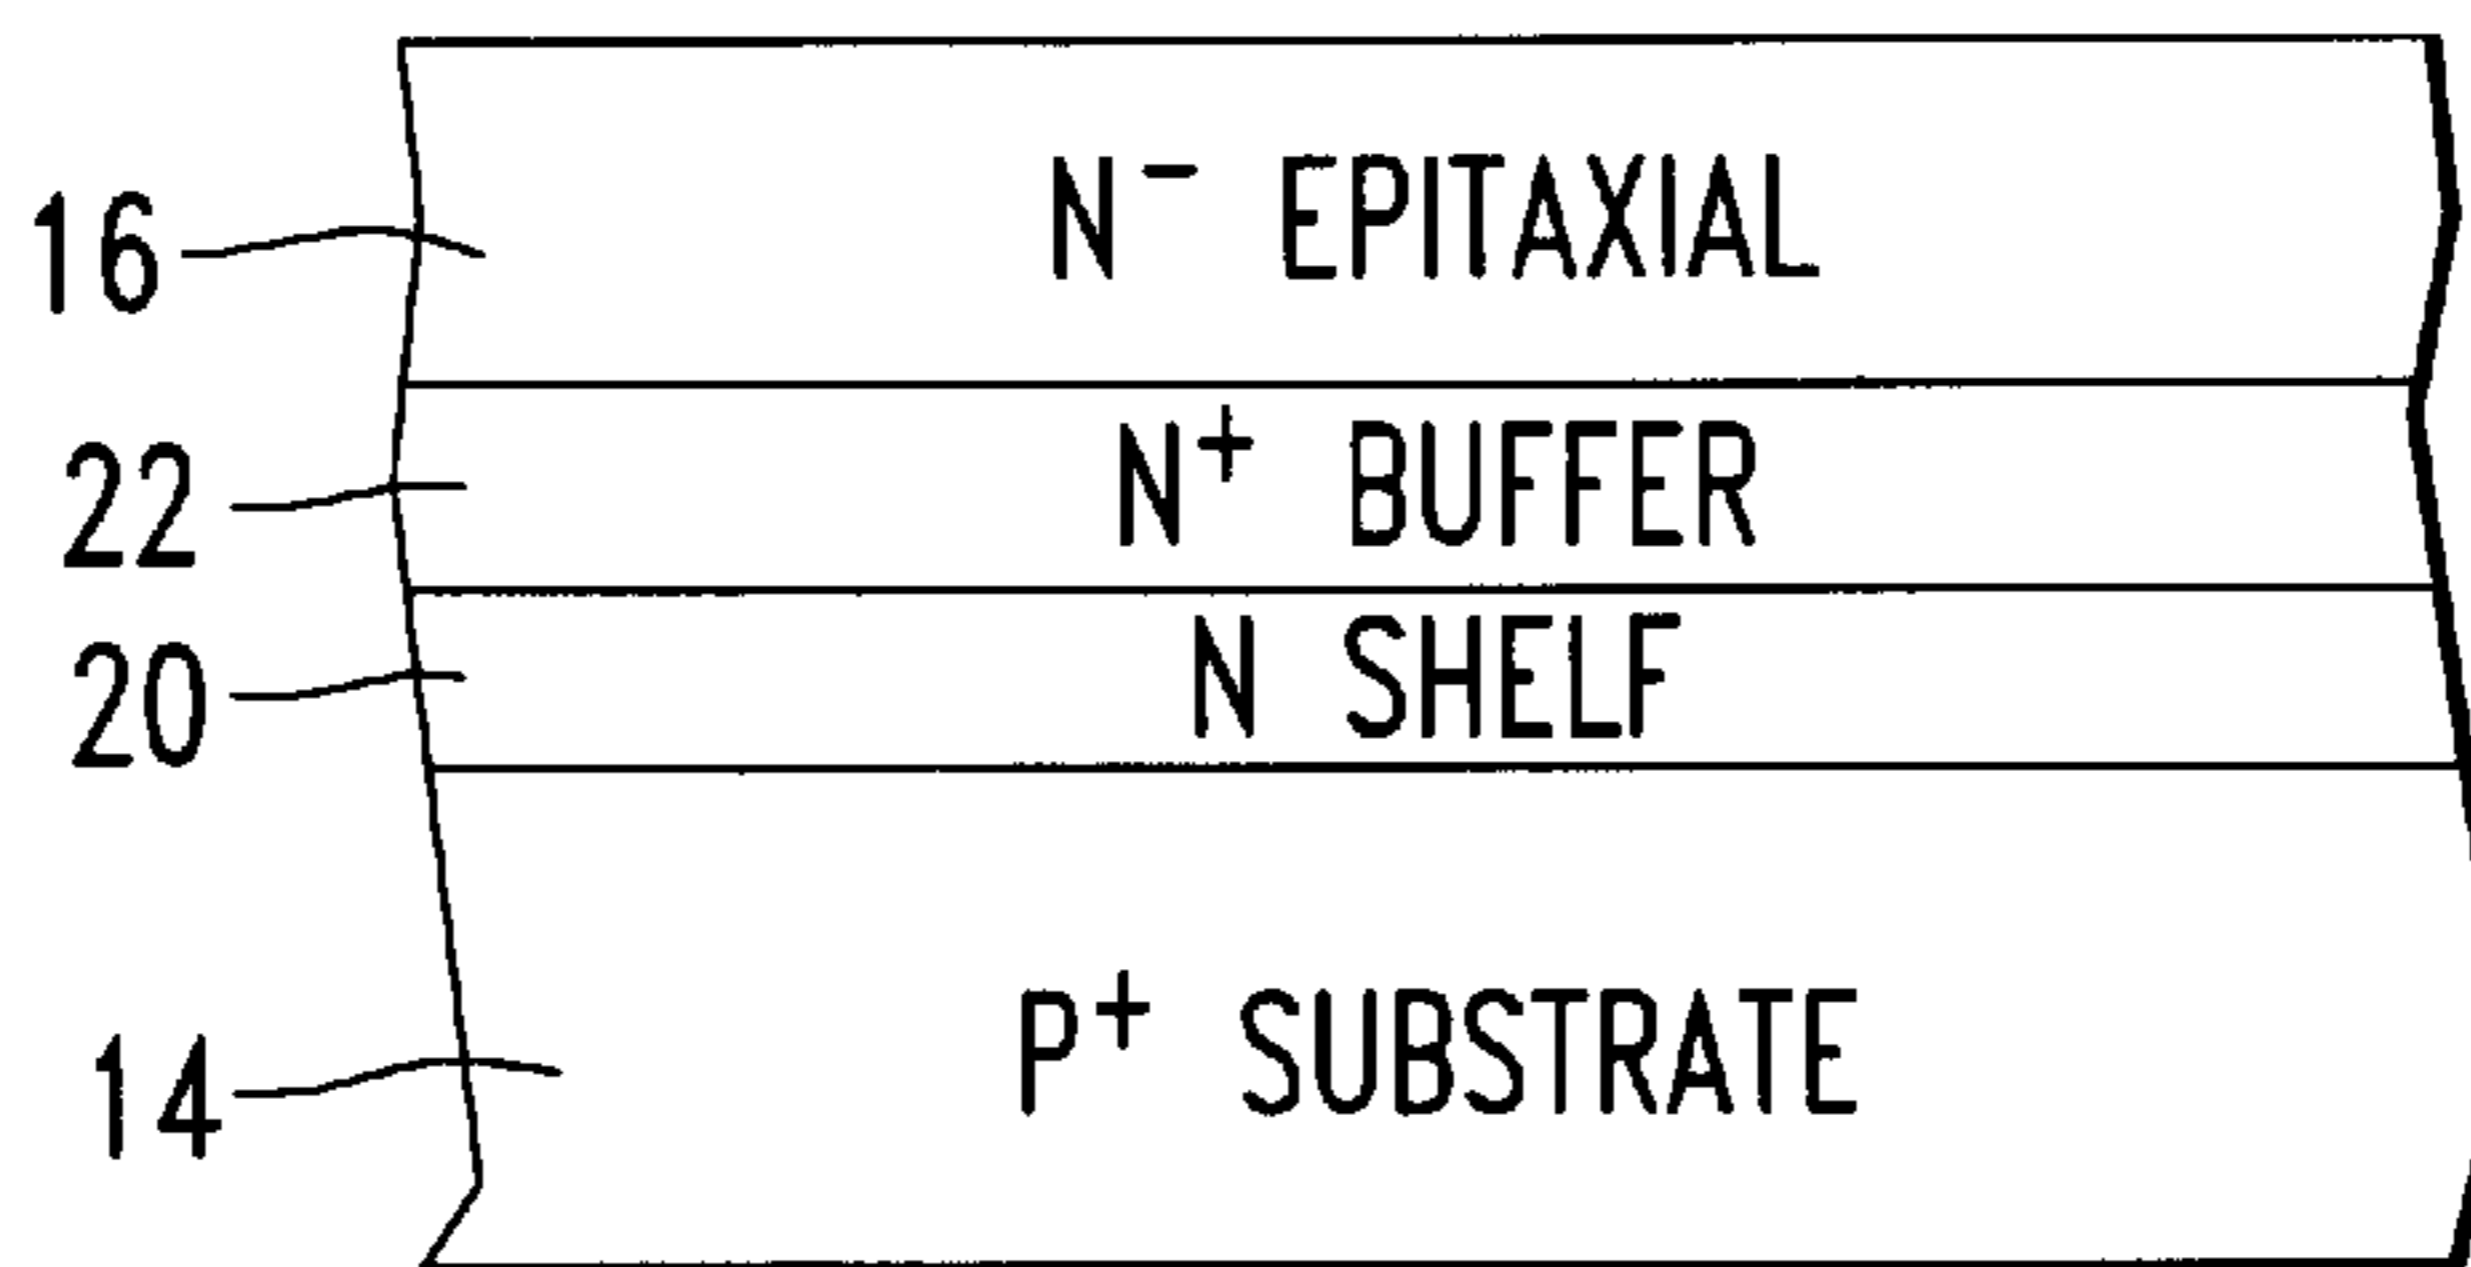 16 N⁻ EPITAXIAL
22 N⁺ BUFFER
20 N SHELF
14 P⁺ SUBSTRATE